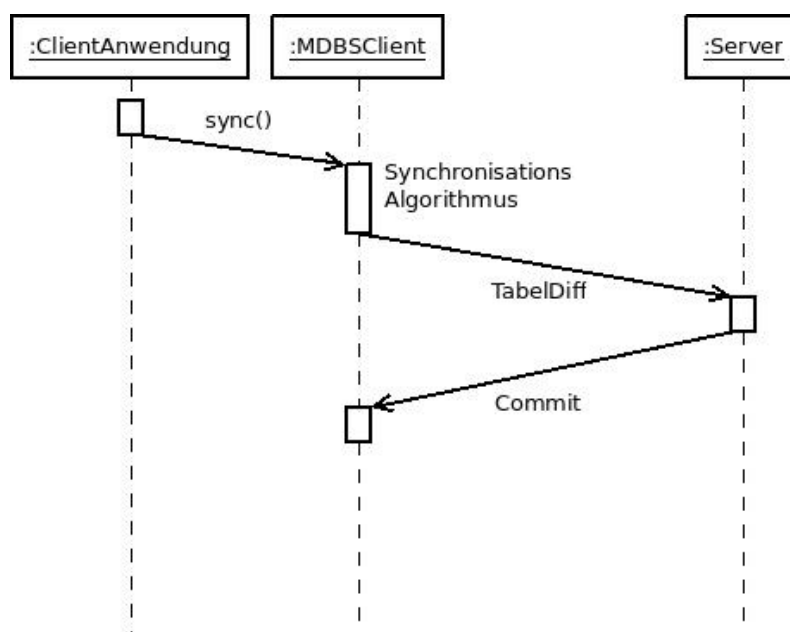 :ClientAnwendung
:MDBSClient
:Server
sync()
Synchronisations
Algorithmus
TabelDiff
Commit